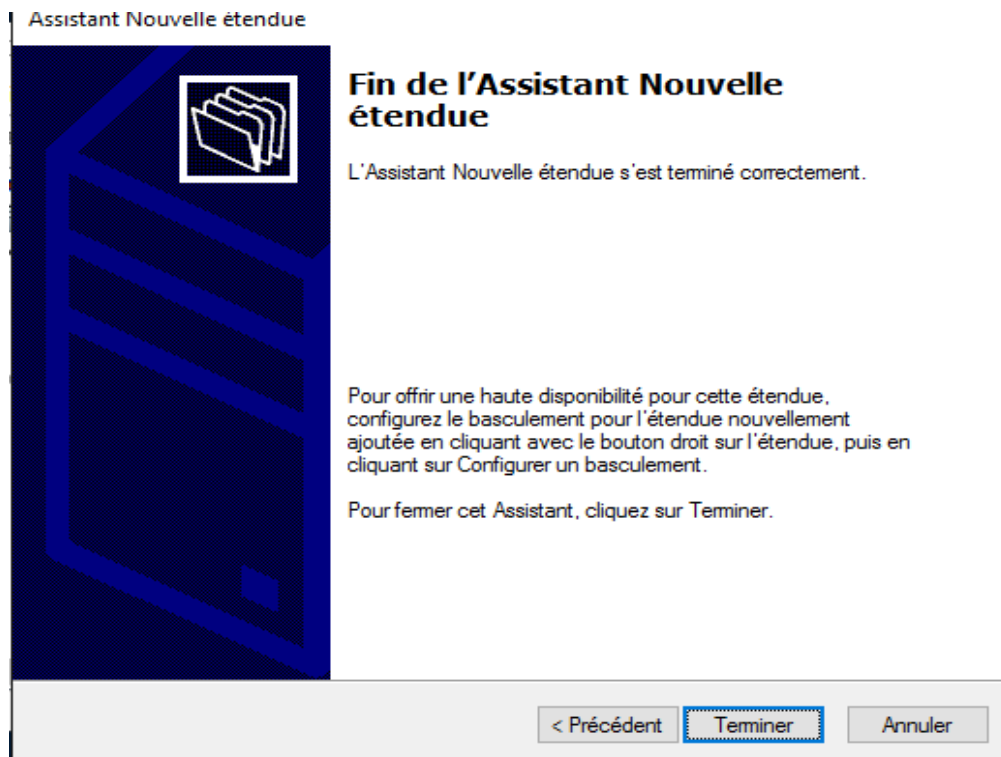 Assistant Nouvelle étendue
Fin de l'Assistant Nouvelle
étendue
L'Assistant Nouvelle étendue s'est terminé correctement.
Pour offrir une haute disponibilité pour cette étendue,
configurez le basculement pour l'étendue nouvellement
ajoutée en cliquant avec le bouton droit sur l'étendue, puis en
cliquant sur Configurer un basculement.
Pour fermer cet Assistant, cliquez sur Terminer.
< Précédent Terminer Annuler